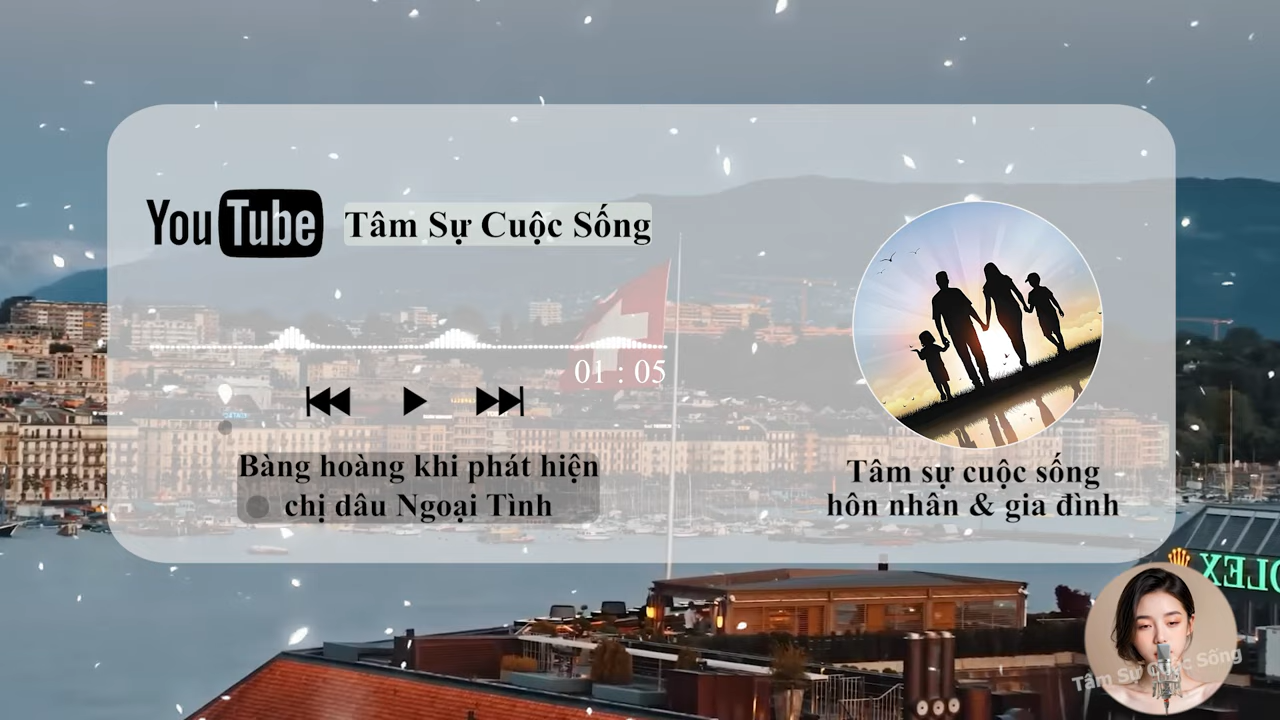 YouTube
Tâm Sự Cuộc Sống
01 : 05
Bàng hoàng khi phát hiện
chị dâu Ngoại Tình
Tâm sự cuộc sống
hôn nhân & gia đình
Tâm Sự Cuộc Sống